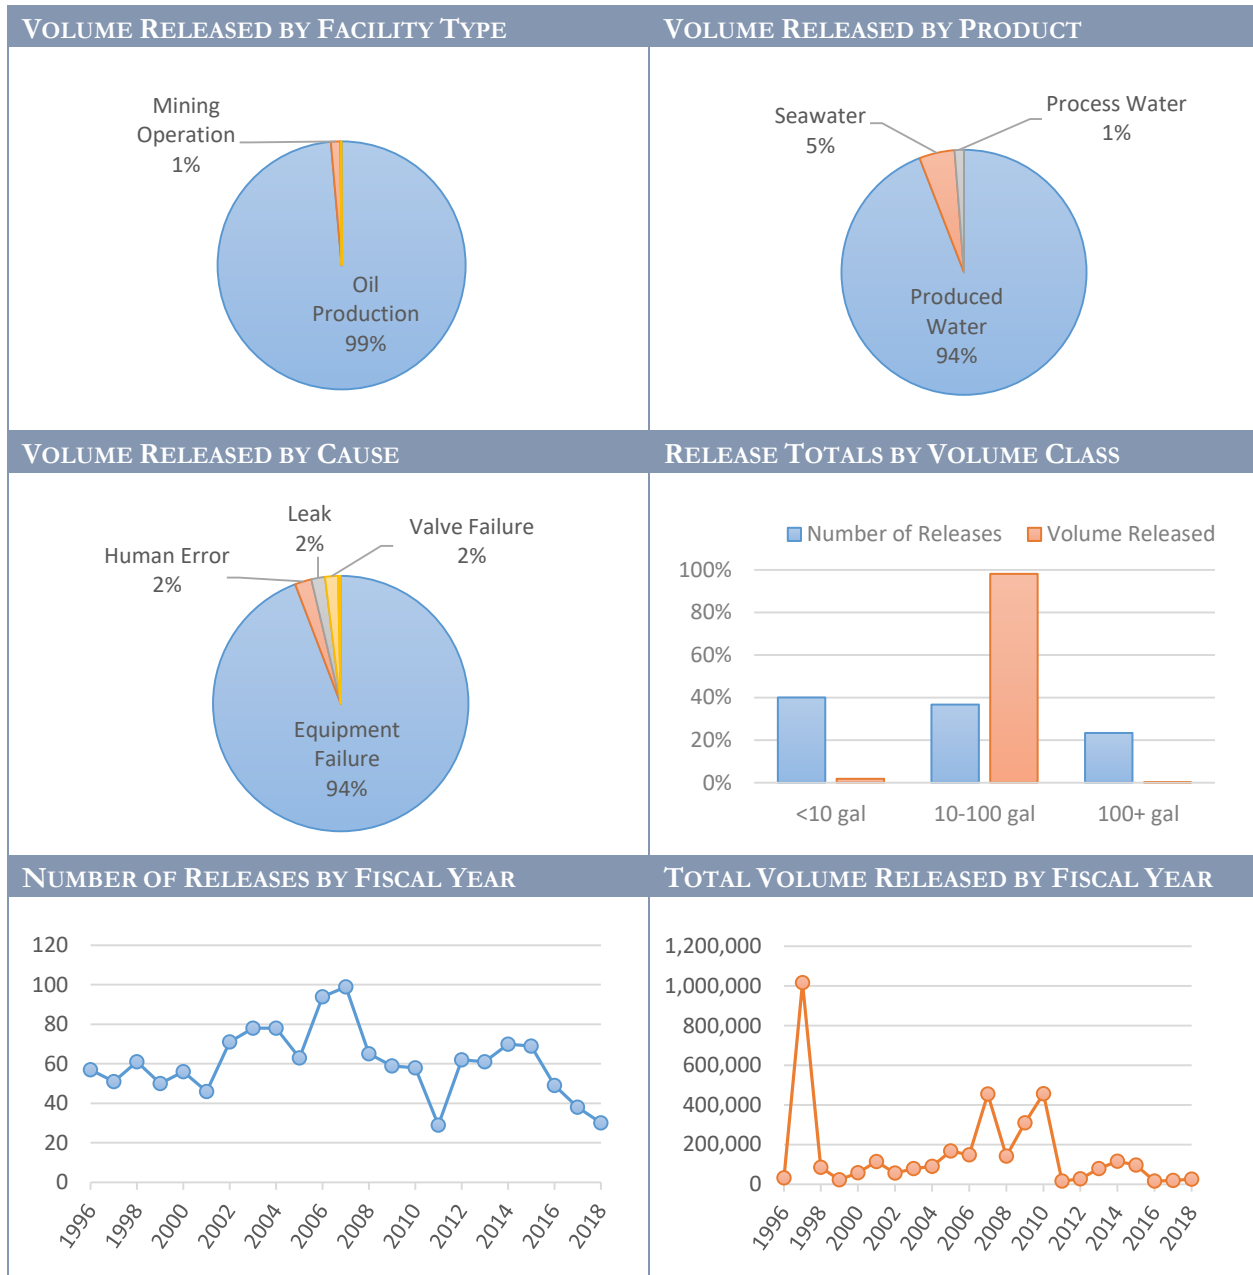 VOLUME RELEASED BY FACILITY TYPE
Mining
Operation
1%
Oil
Production
99%
VOLUME RELEASED BY PRODUCT
Seawater
5%
Process Water
1%
Produced
Water
94%
VOLUME RELEASED BY CAUSE
Human Error
2%
Leak
2%
Valve Failure
2%
Equipment
Failure
94%
RELEASE TOTALS BY VOLUME CLASS
Number of Releases
Volume Released
100%
80%
60%
40%
20%
0%
<10 gal
10-100 gal
100+ gal
NUMBER OF RELEASES BY FISCAL YEAR
120
100
80
60
40
20
0
1996
1998
2000
2002
2004
2006
2008
2010
2012
2014
2016
2018
TOTAL VOLUME RELEASED BY FISCAL YEAR
1,200,000
1,000,000
800,000
600,000
400,000
200,000
0
1996
1998
2000
2002
2004
2006
2008
2010
2012
2014
2016
2018